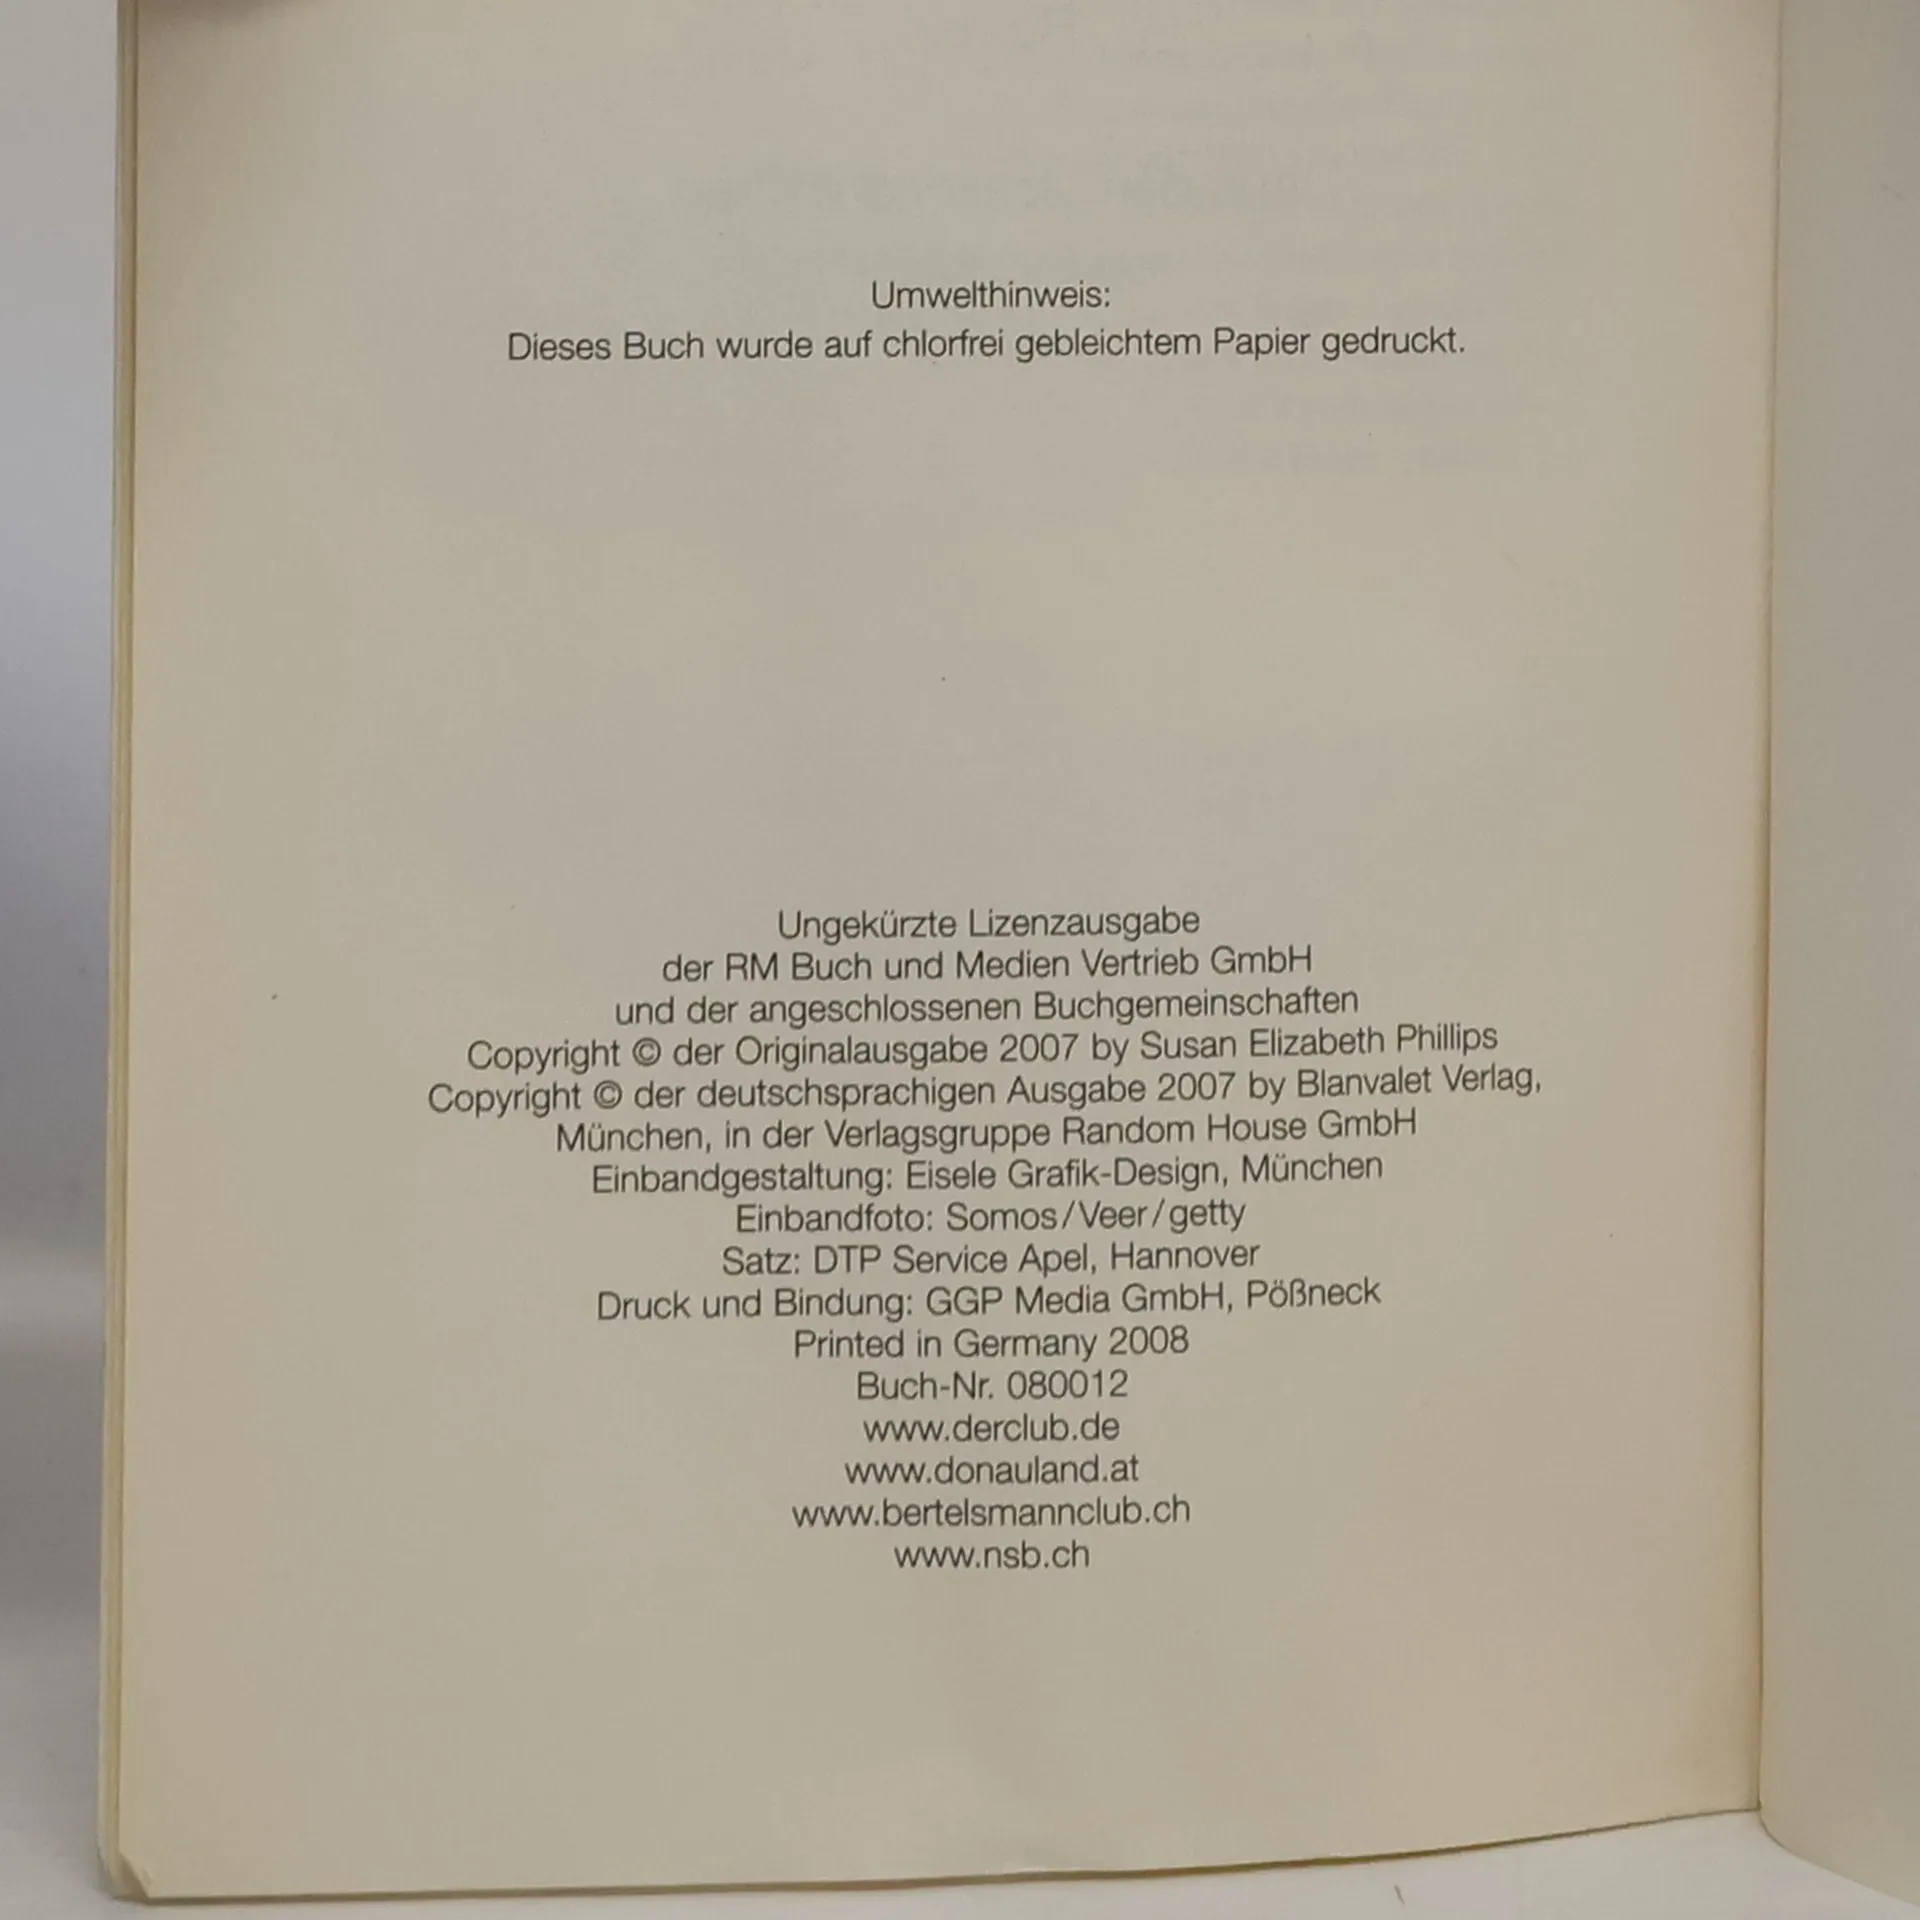 Umwelthinweis:
Dieses Buch wurde auf chlorfrei gebleichtem Papier gedruckt.
Ungekürzte Lizenzausgabe
der RM Buch und Medien Vertrieb GmbH
und der angeschlossenen Buchgemeinschaften
Copyright © der Originalausgabe 2007 by Susan Elizabeth Phillips
Copyright © der deutschsprachigen Ausgabe 2007 by Blanvalet Verlag,
München, in der Verlagsgruppe Random House GmbH
Einbandgestaltung: Eisele Grafik-Design, München
Einbandfoto: Somos/Veer/getty
Satz: DTP Service Apel, Hannover
Druck und Bindung: GGP Media GmbH, Pößneck
Printed in Germany 2008
Buch-Nr. 080012
www.derclub.de
www.donauland.at
www.bertelsmannclub.ch
www.nsb.ch